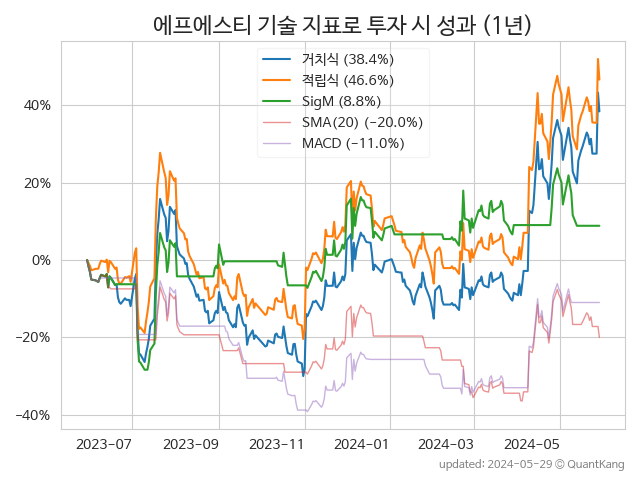 에프에스티 기술 지표로 투자 시 성과 (1년)
거치식 (38.4%)
적립식 (46.6%)
SigM (8.8%)
SMA(20) (−20.0%)
MACD (−11.0%)
40%
20%
0%
−20%
−40%
2023-07 2023-09 2023-11 2024-01 2024-03 2024-05
updated: 2024-05-29 © QuantKang